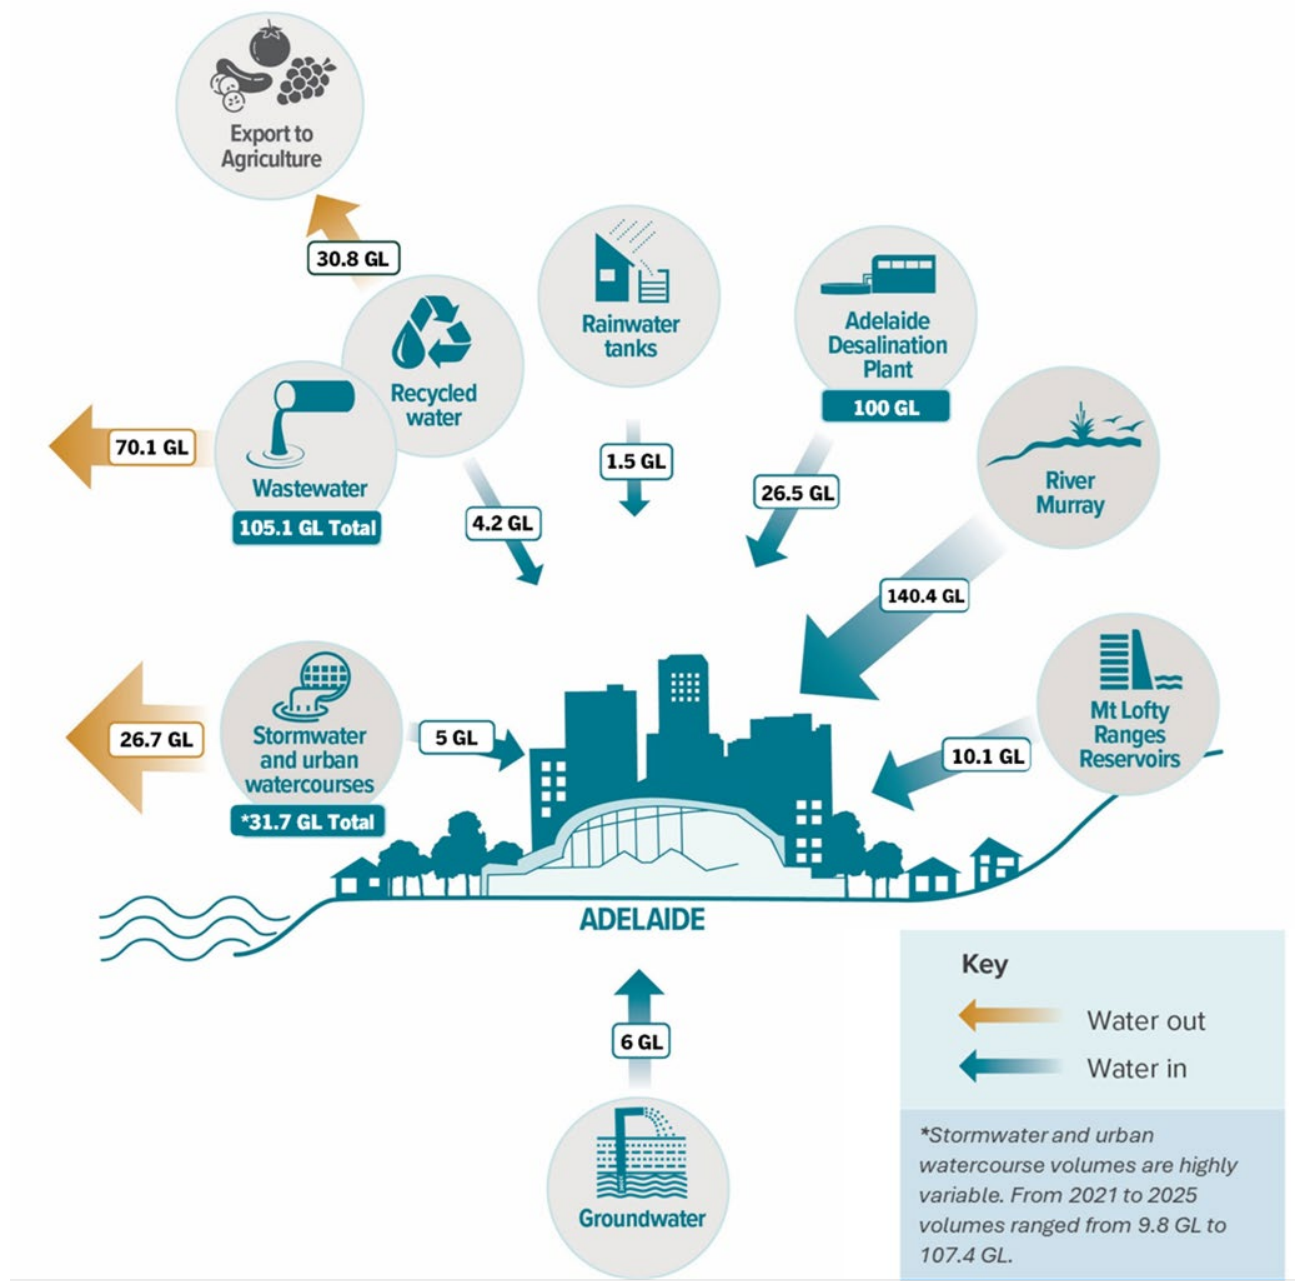 Export to
Agriculture
30.8 GL
Recycled
water
Rainwater
tanks
1.5 GL
Adelaide
Desalination
Plant
100 GL
26.5 GL
River
Murray
140.4 GL
70.1 GL
Wastewater
105.1 GL Total
4.2 GL
26.7 GL
Stormwater
and urban
watercourses
*31.7 GL Total
5 GL
Mt Lofty
Ranges
Reservoirs
10.1 GL
ADELAIDE
6 GL
Groundwater
Key
Water out
Water in
*Stormwater and urban
watercourse volumes are highly
variable. From 2021 to 2025
volumes ranged from 9.8 GL to
107.4 GL.